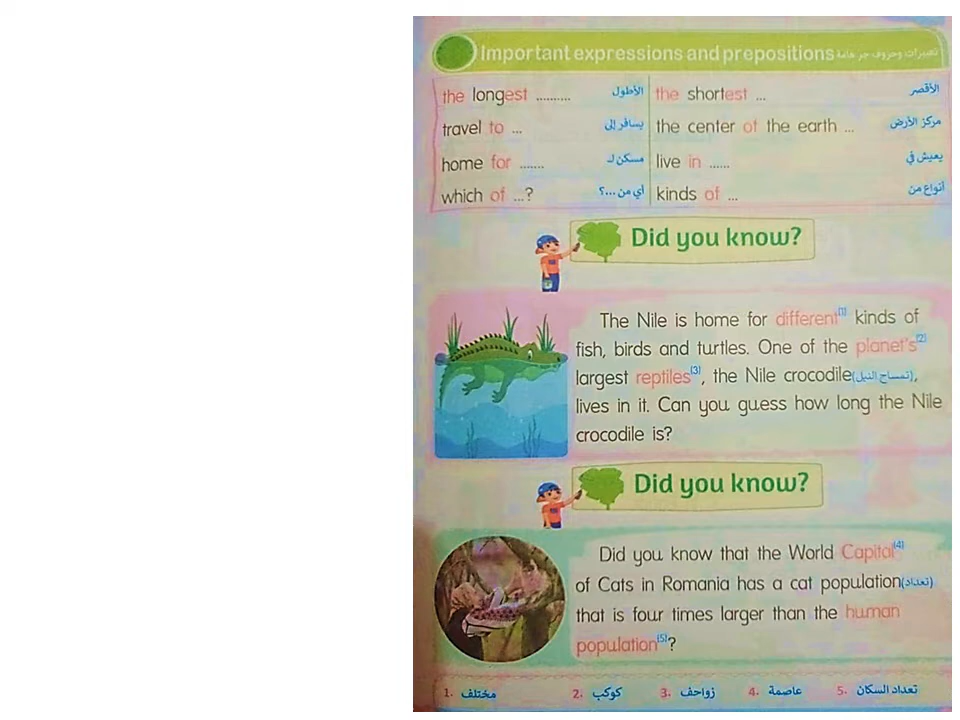 Important expressions and prepositions تعبيرات وحروف جر هامة
the longest .......... الأطول
the shortest ... الأقصر
travel to ... يسافر إلى
the center of the earth ... مركز الأرض
home for ....... مسكن لـ
live in ...... يعيش في
which of ...? أي من ...؟
kinds of ... أنواع من
Did you know?
The Nile is home for different[1] kinds of
fish, birds and turtles. One of the planet's[2]
largest reptiles[3], the Nile crocodile(تمساح النيل),
lives in it. Can you guess how long the Nile
crocodile is?
Did you know?
Did you know that the World Capital[4]
of Cats in Romania has a cat population(تعداد)
that is four times larger than the human
population[5]?
1. مختلف 2. كوكب 3. زواحف 4. عاصمة 5. تعداد السكان